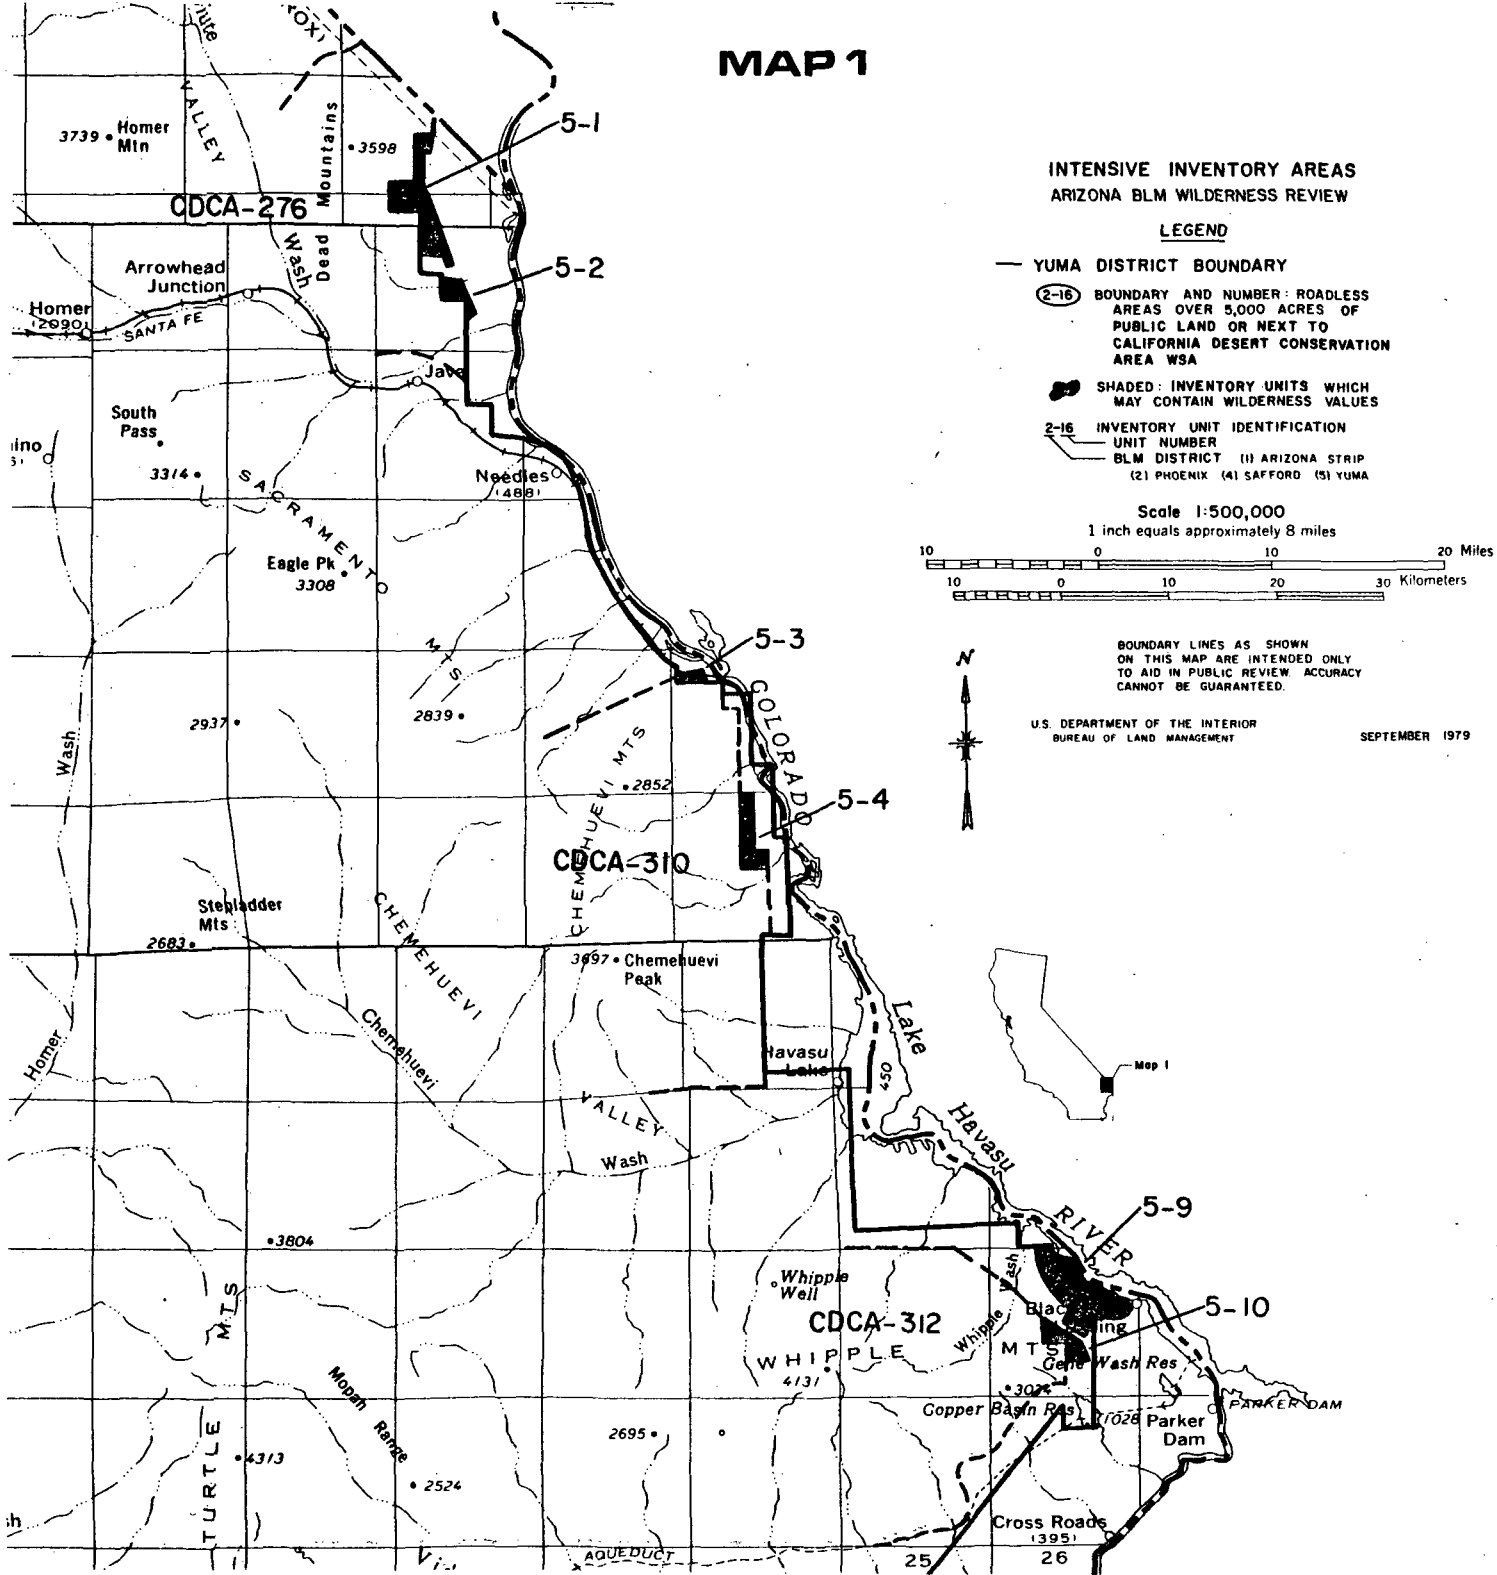 MAP 1
INTENSIVE INVENTORY AREAS
ARIZONA BLM WILDERNESS REVIEW
LEGEND
YUMA DISTRICT BOUNDARY
2-16 BOUNDARY AND NUMBER: ROADLESS
AREAS OVER 5,000 ACRES OF
PUBLIC LAND OR NEXT TO
CALIFORNIA DESERT CONSERVATION
AREA WSA
SHADED: INVENTORY UNITS WHICH
MAY CONTAIN WILDERNESS VALUES
2-16 INVENTORY UNIT IDENTIFICATION
UNIT NUMBER
BLM DISTRICT (1) ARIZONA STRIP
(2) PHOENIX (4) SAFFORD (5) YUMA
Scale 1:500,000
1 inch equals approximately 8 miles
10 0 10 20 Miles
10 0 10 20 30 Kilometers
BOUNDARY LINES AS SHOWN
ON THIS MAP ARE INTENDED ONLY
TO AID IN PUBLIC REVIEW. ACCURACY
CANNOT BE GUARANTEED.
N
U.S. DEPARTMENT OF THE INTERIOR
BUREAU OF LAND MANAGEMENT
SEPTEMBER 1979
Map 1
VALLEY
3739 Homer
Mtn
Dead Mountains
3598
5-1
CDCA-276
Wash
5-2
Arrowhead
Junction
Homer
(2090)
SANTA FE
Java
South
Pass
3314
Needles
(488)
SACRAMENTO
MTS
Eagle Pk
3308
5-3
2937
2839
Wash
CHEMEHUEVI MTS
2852
COLORADO
5-4
CDCA-310
Stepladder
Mts
2683
CHEMEHUEVI
VALLEY
3697 Chemehuevi
Peak
Homer
Chemehuevi
Wash
Havasu
Lake
450
Lake
Havasu
RIVER
5-9
3804
Whipple
Well
CDCA-312
Whipple Wash
5-10
WHIPPLE MTS
4131
Gene Wash Res
Copper Basin Res
1028
Parker
Dam
PARKER DAM
TURTLE MTS
Mopah Range
4313
2524
2695
Cross Roads
(395)
AQUEDUCT
25 26